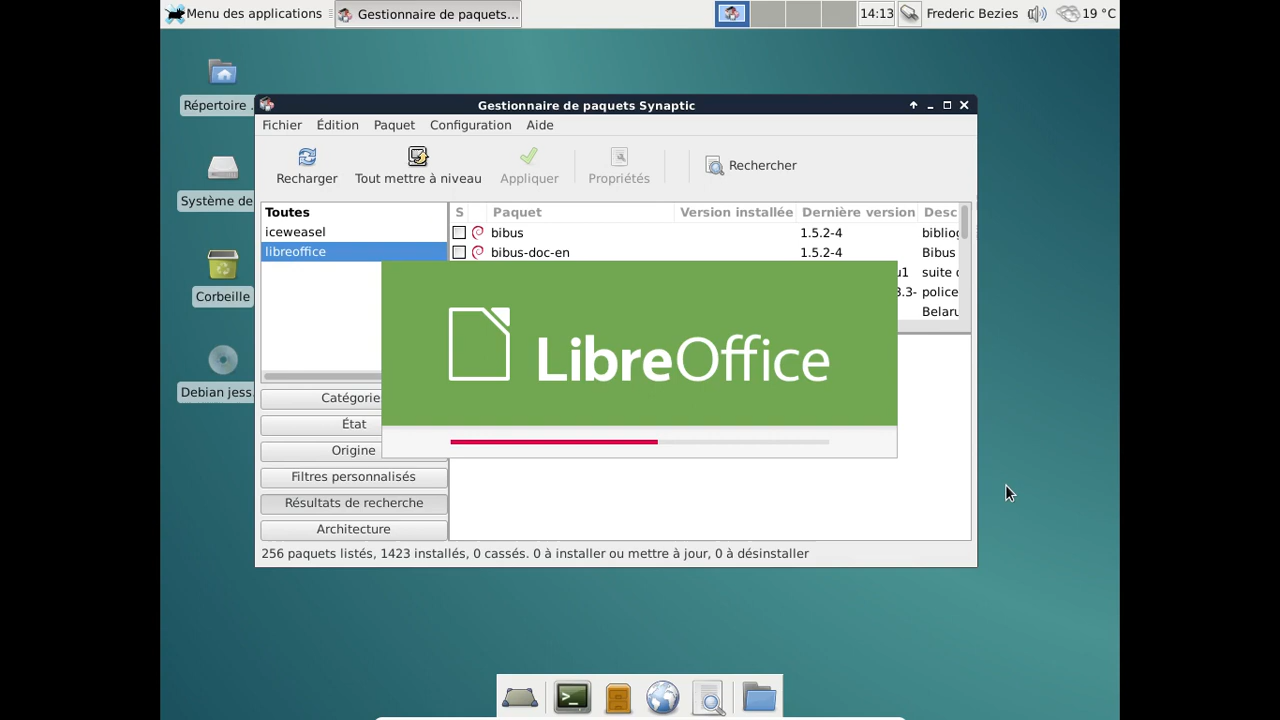 Menu des applications
Gestionnaire de paquets...
14:13
Frederic Bezies
19 °C
Répertoire .
Gestionnaire de paquets Synaptic
Fichier Édition Paquet Configuration Aide
Recharger Tout mettre à niveau Appliquer Propriétés Rechercher
Système de
Toutes
S Paquet Version installée Dernière version Desc
iceweasel
bibus 1.5.2-4 bibliog
libreoffice
bibus-doc-en 1.5.2-4 Bibus
u1 suite
3.3- police
Belaru
Corbeille
LibreOffice
Debian jess.
Catégorie
État
Origine
Filtres personnalisés
Résultats de recherche
Architecture
256 paquets listés, 1423 installés, 0 cassés. 0 à installer ou mettre à jour, 0 à désinstaller